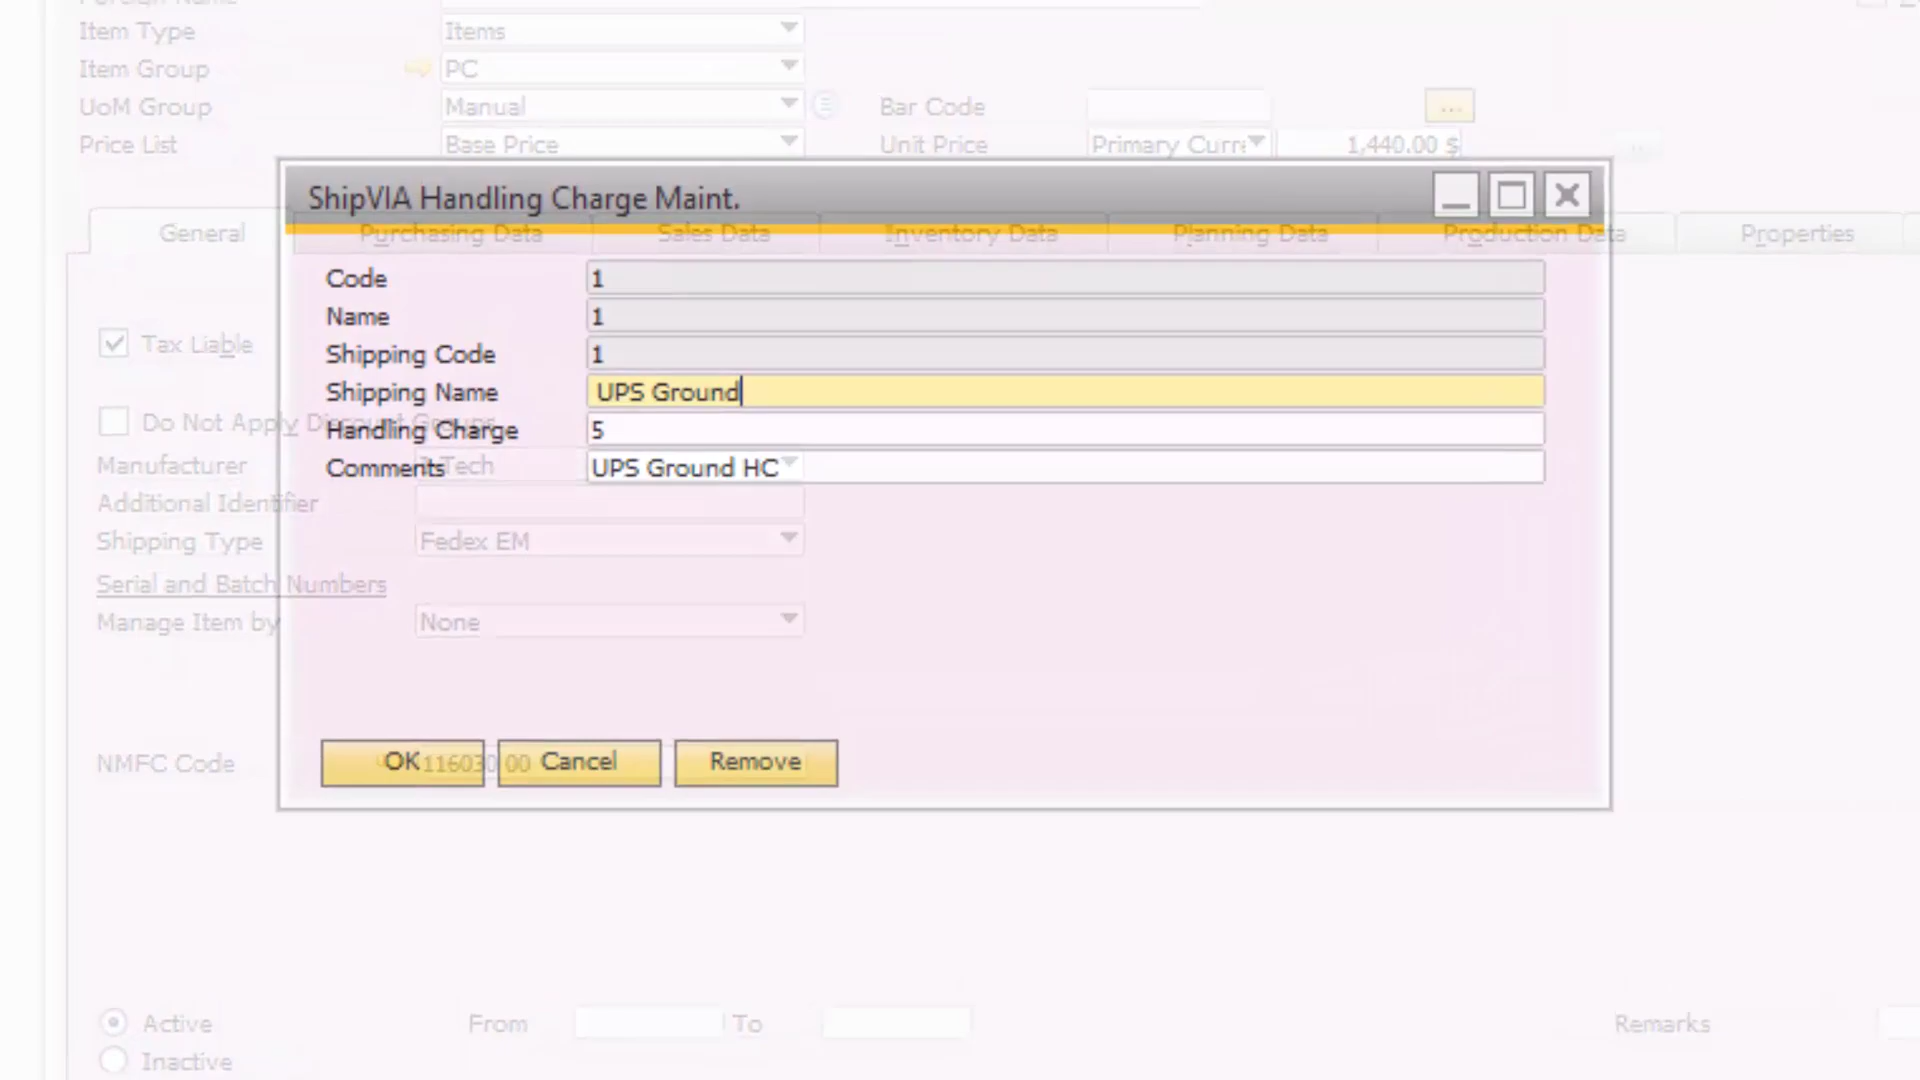 Item Type Items
Item Group PC
UoM Group Manual Bar Code ...
Price List Base Price Unit Price Primary Curr 1,440.00 $
ShipVIA Handling Charge Maint.
General Purchasing Data Sales Data Inventory Data Planning Data Production Data Properties
Code 1
Name 1
Tax Liable
Shipping Code 1
Shipping Name UPS Ground
Do Not Apply Discount Groups
Handling Charge 5
Manufacturer Tech
Comments UPS Ground HC
Additional Identifier
Shipping Type Fedex EM
Serial and Batch Numbers
Manage Item by None
NMFC Code 116030 00
OK Cancel Remove
Active From To Remarks
Inactive